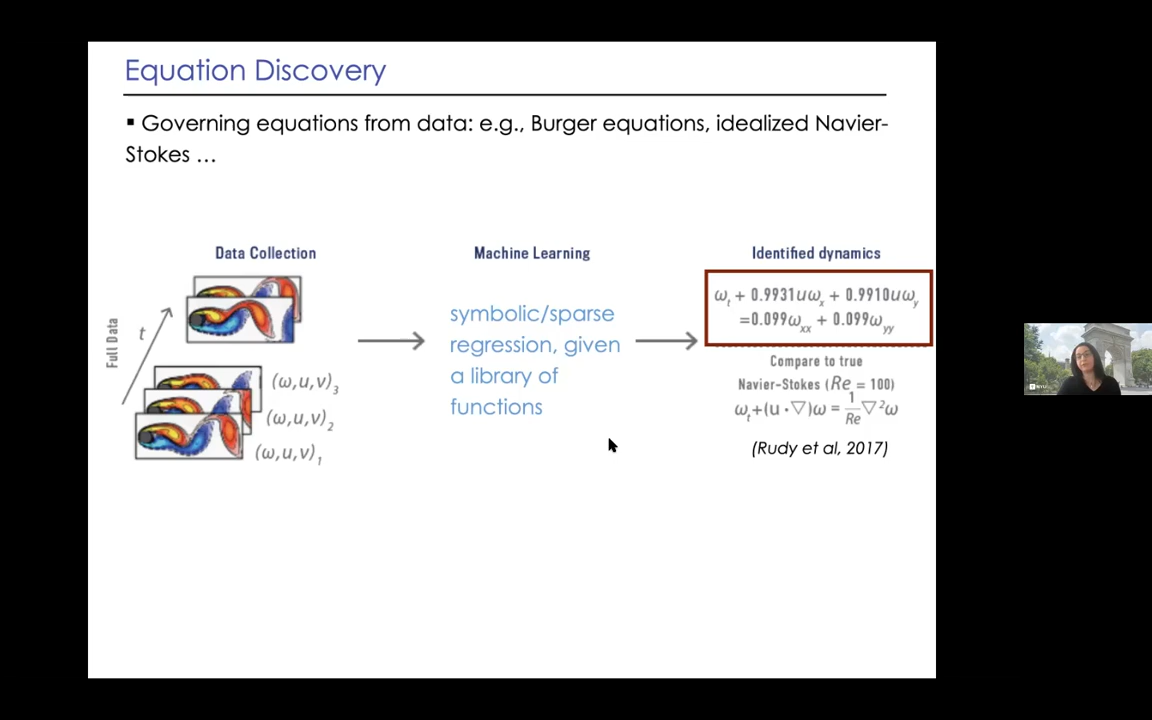 Equation Discovery
▪ Governing equations from data: e.g., Burger equations, idealized Navier-
Stokes …
Data Collection
Machine Learning
Identified dynamics
Full Data
t
(ω,u,v)₃
(ω,u,v)₂
(ω,u,v)₁
symbolic/sparse
regression, given
a library of
functions
ωₜ + 0.9931uωₓ + 0.9910uω_y
=0.099ωₓₓ + 0.099ω_yy
Compare to true
Navier-Stokes (Re = 100)
ωₜ+(u · ∇)ω = 1/Re ∇²ω
(Rudy et al, 2017)